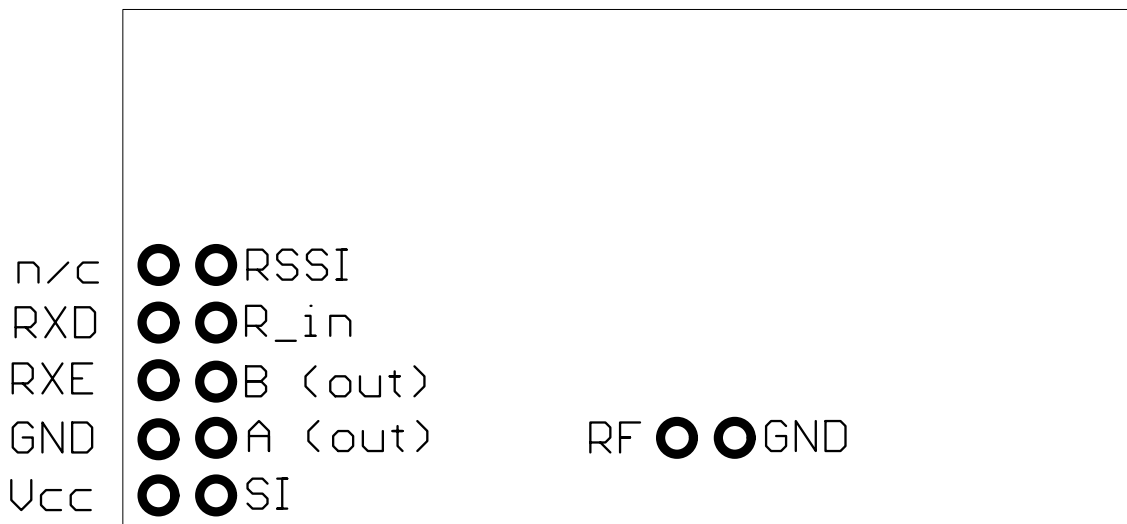 n/c RSSI
RXD R_in
RXE B (out)
GND A (out) RF GND
Vcc SI